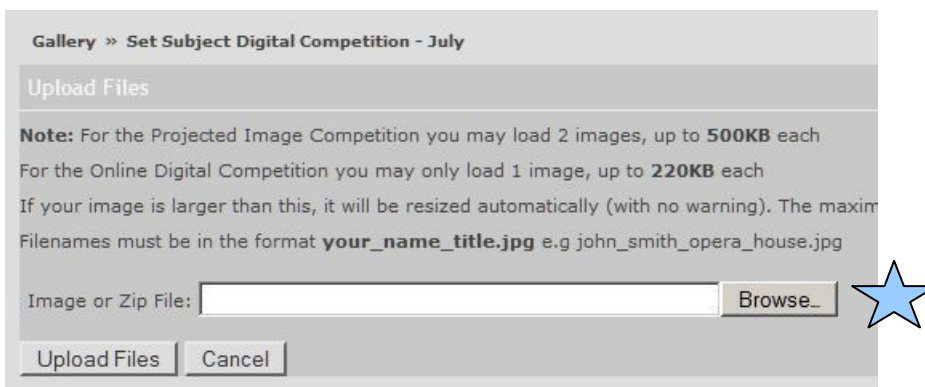 Gallery » Set Subject Digital Competition - July
Upload Files
Note: For the Projected Image Competition you may load 2 images, up to 500KB each
For the Online Digital Competition you may only load 1 image, up to 220KB each
If your image is larger than this, it will be resized automatically (with no warning). The maxim
Filenames must be in the format your_name_title.jpg e.g john_smith_opera_house.jpg
Image or Zip File: Browse...
Upload Files Cancel